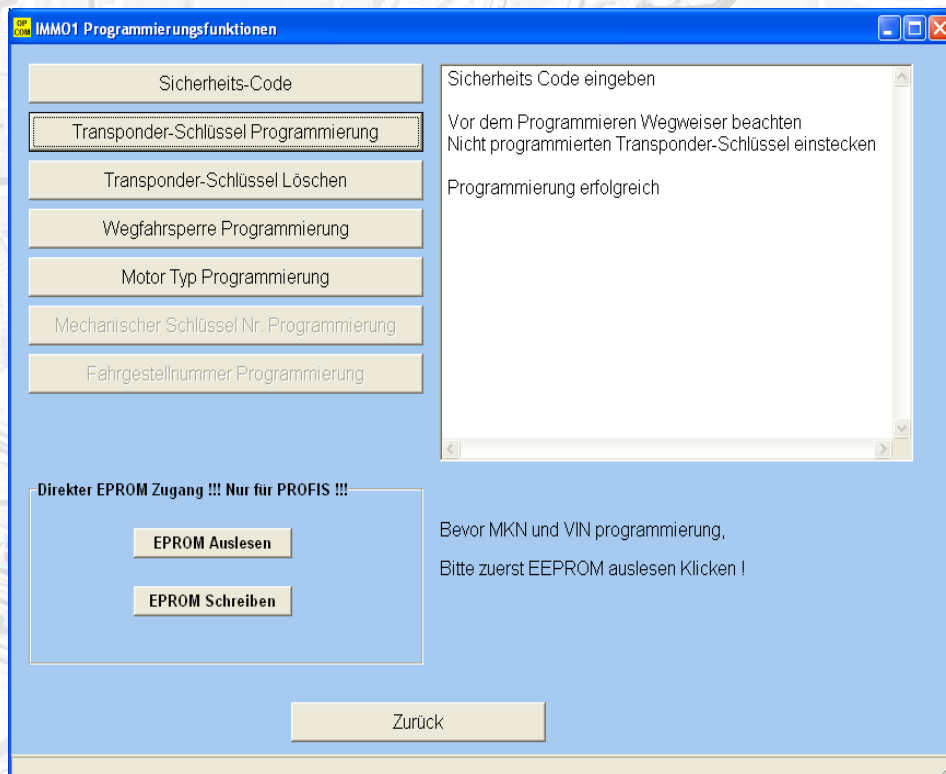 OP COM IMMO1 Programmierungsfunktionen
Sicherheits-Code
Transponder-Schlüssel Programmierung
Transponder-Schlüssel Löschen
Wegfahrsperre Programmierung
Motor Typ Programmierung
Mechanischer Schlüssel Nr. Programmierung
Fahrgestellnummer Programmierung
Sicherheits Code eingeben
Vor dem Programmieren Wegweiser beachten
Nicht programmierten Transponder-Schlüssel einstecken
Programmierung erfolgreich
Direkter EPROM Zugang !!! Nur für PROFIS !!!
EPROM Auslesen
EPROM Schreiben
Bevor MKN und VIN programmierung,
Bitte zuerst EEPROM auslesen Klicken !
Zurück